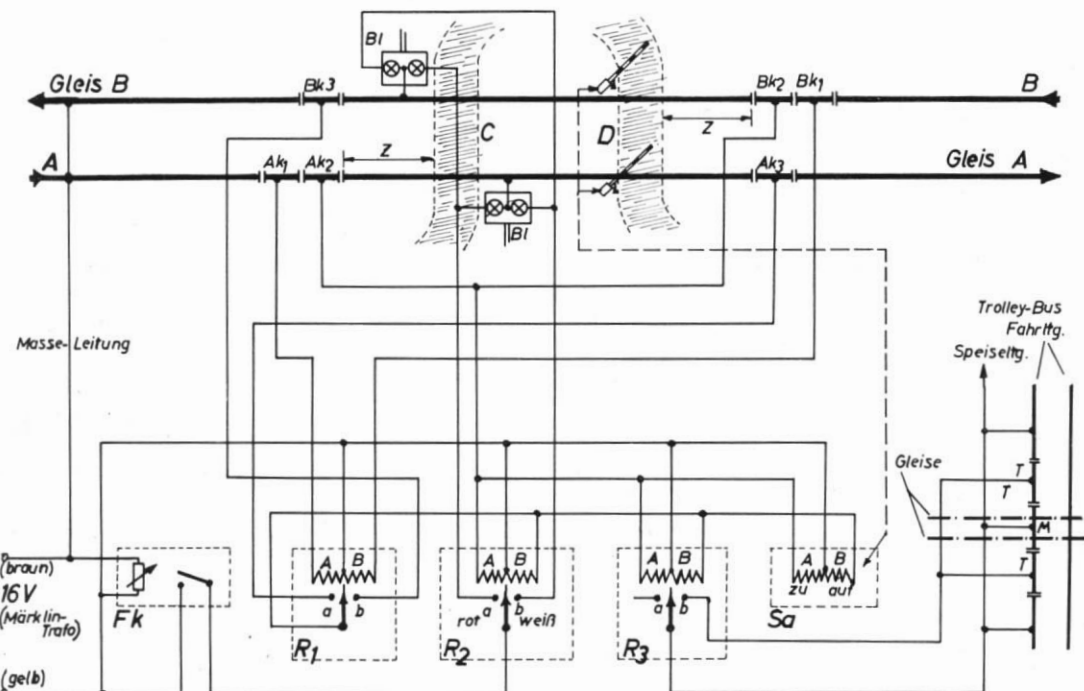 Bl
Gleis B
Bk3
Bk2
Bk1
B
C
D
Z
A
Ak1
Ak2
Z
Ak3
Gleis A
Bl
Masse-Leitung
Trolley-Bus
Fahrltg.
Speiseltg.
Gleise
T
T
M
T
(braun)
16V
(Märklin-
Trafo)
(gelb)
Fk
A B
a b
R1
A B
a b
rot weiß
R2
A B
a b
R3
zu auf
Sa